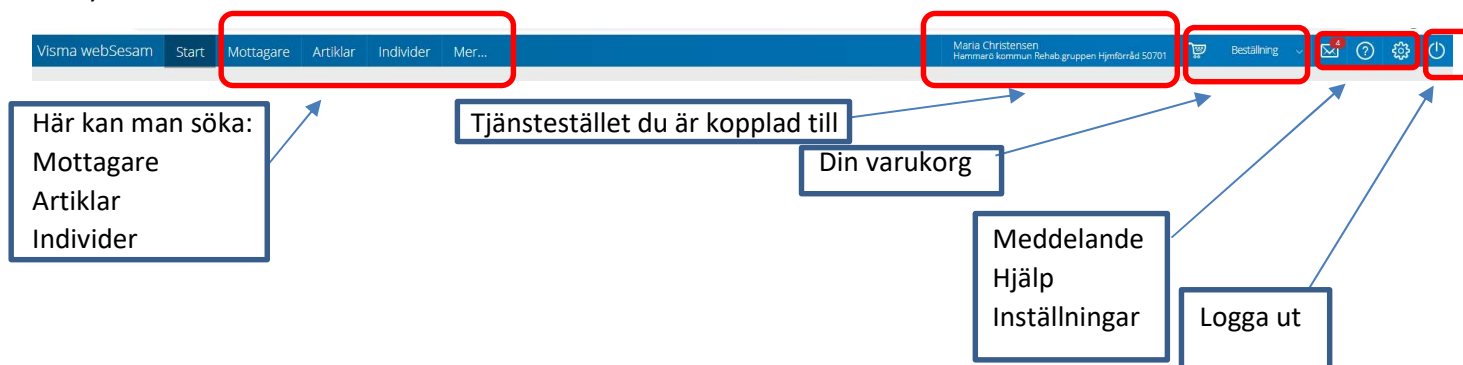 Visma webSesam Start Mottagare Artiklar Individer Mer...
Maria Christensen
Hammarö kommun Rehab.gruppen Hjmförråd 50701
Beställning
4
Här kan man söka:
Mottagare
Artiklar
Individer
Tjänstestället du är kopplad till
Din varukorg
Meddelande
Hjälp
Inställningar
Logga ut